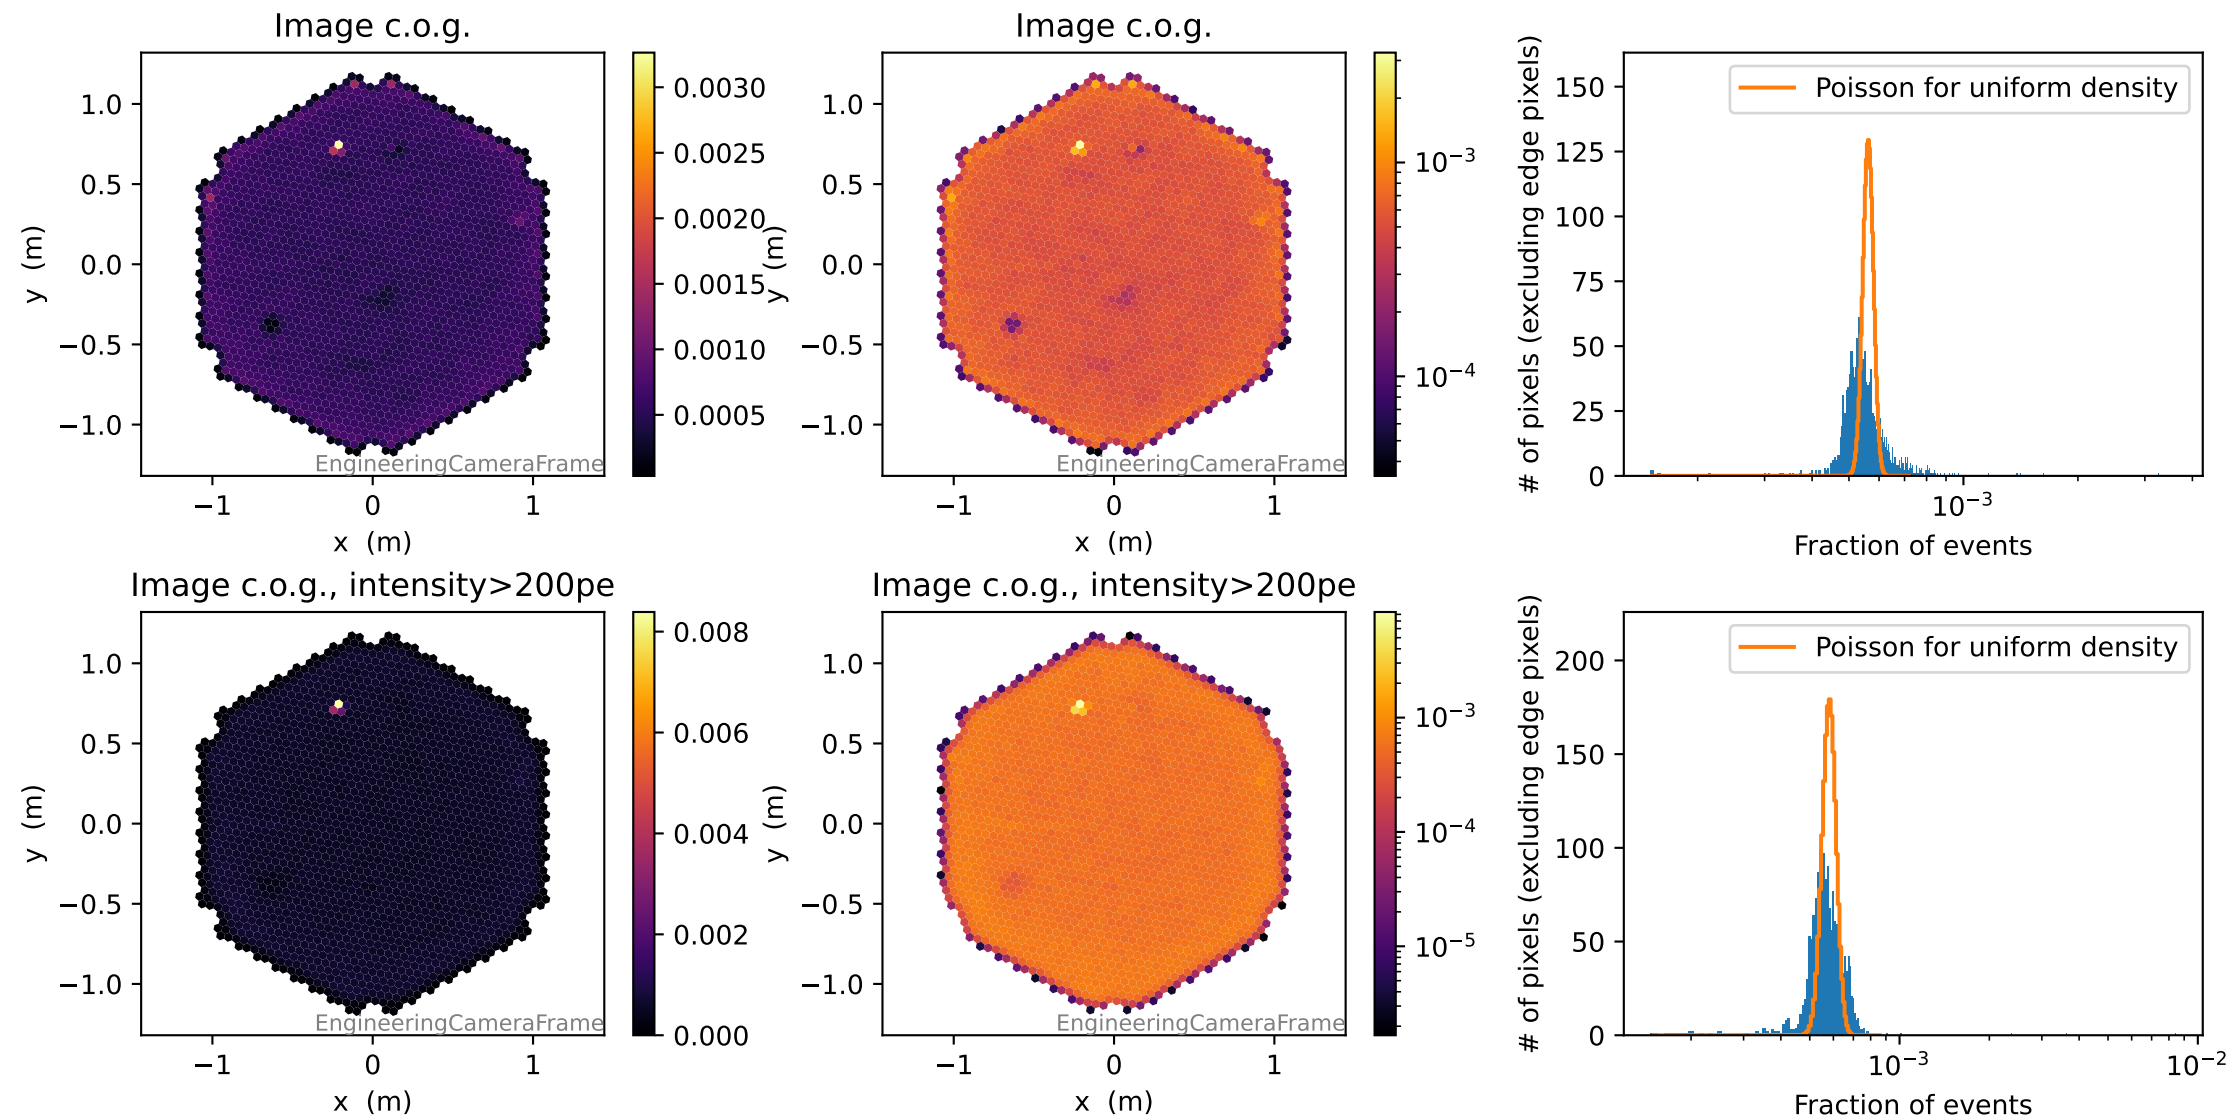 Image c.o.g.
1.0
0.5
0.0
−0.5
−1.0
y (m)
−1
0
1
x (m)
EngineeringCameraFrame
0.0030
0.0025
0.0020
0.0015
0.0010
0.0005
Image c.o.g.
1.0
0.5
0.0
−0.5
−1.0
y (m)
−1
0
1
x (m)
EngineeringCameraFrame
10⁻³
10⁻⁴
Poisson for uniform density
150
125
100
75
50
25
0
# of pixels (excluding edge pixels)
10⁻³
Fraction of events
Image c.o.g., intensity>200pe
1.0
0.5
0.0
−0.5
−1.0
y (m)
−1
0
1
x (m)
EngineeringCameraFrame
0.008
0.006
0.004
0.002
0.000
Image c.o.g., intensity>200pe
1.0
0.5
0.0
−0.5
−1.0
y (m)
−1
0
1
x (m)
EngineeringCameraFrame
10⁻³
10⁻⁴
10⁻⁵
Poisson for uniform density
200
150
100
50
0
# of pixels (excluding edge pixels)
10⁻³
10⁻²
Fraction of events